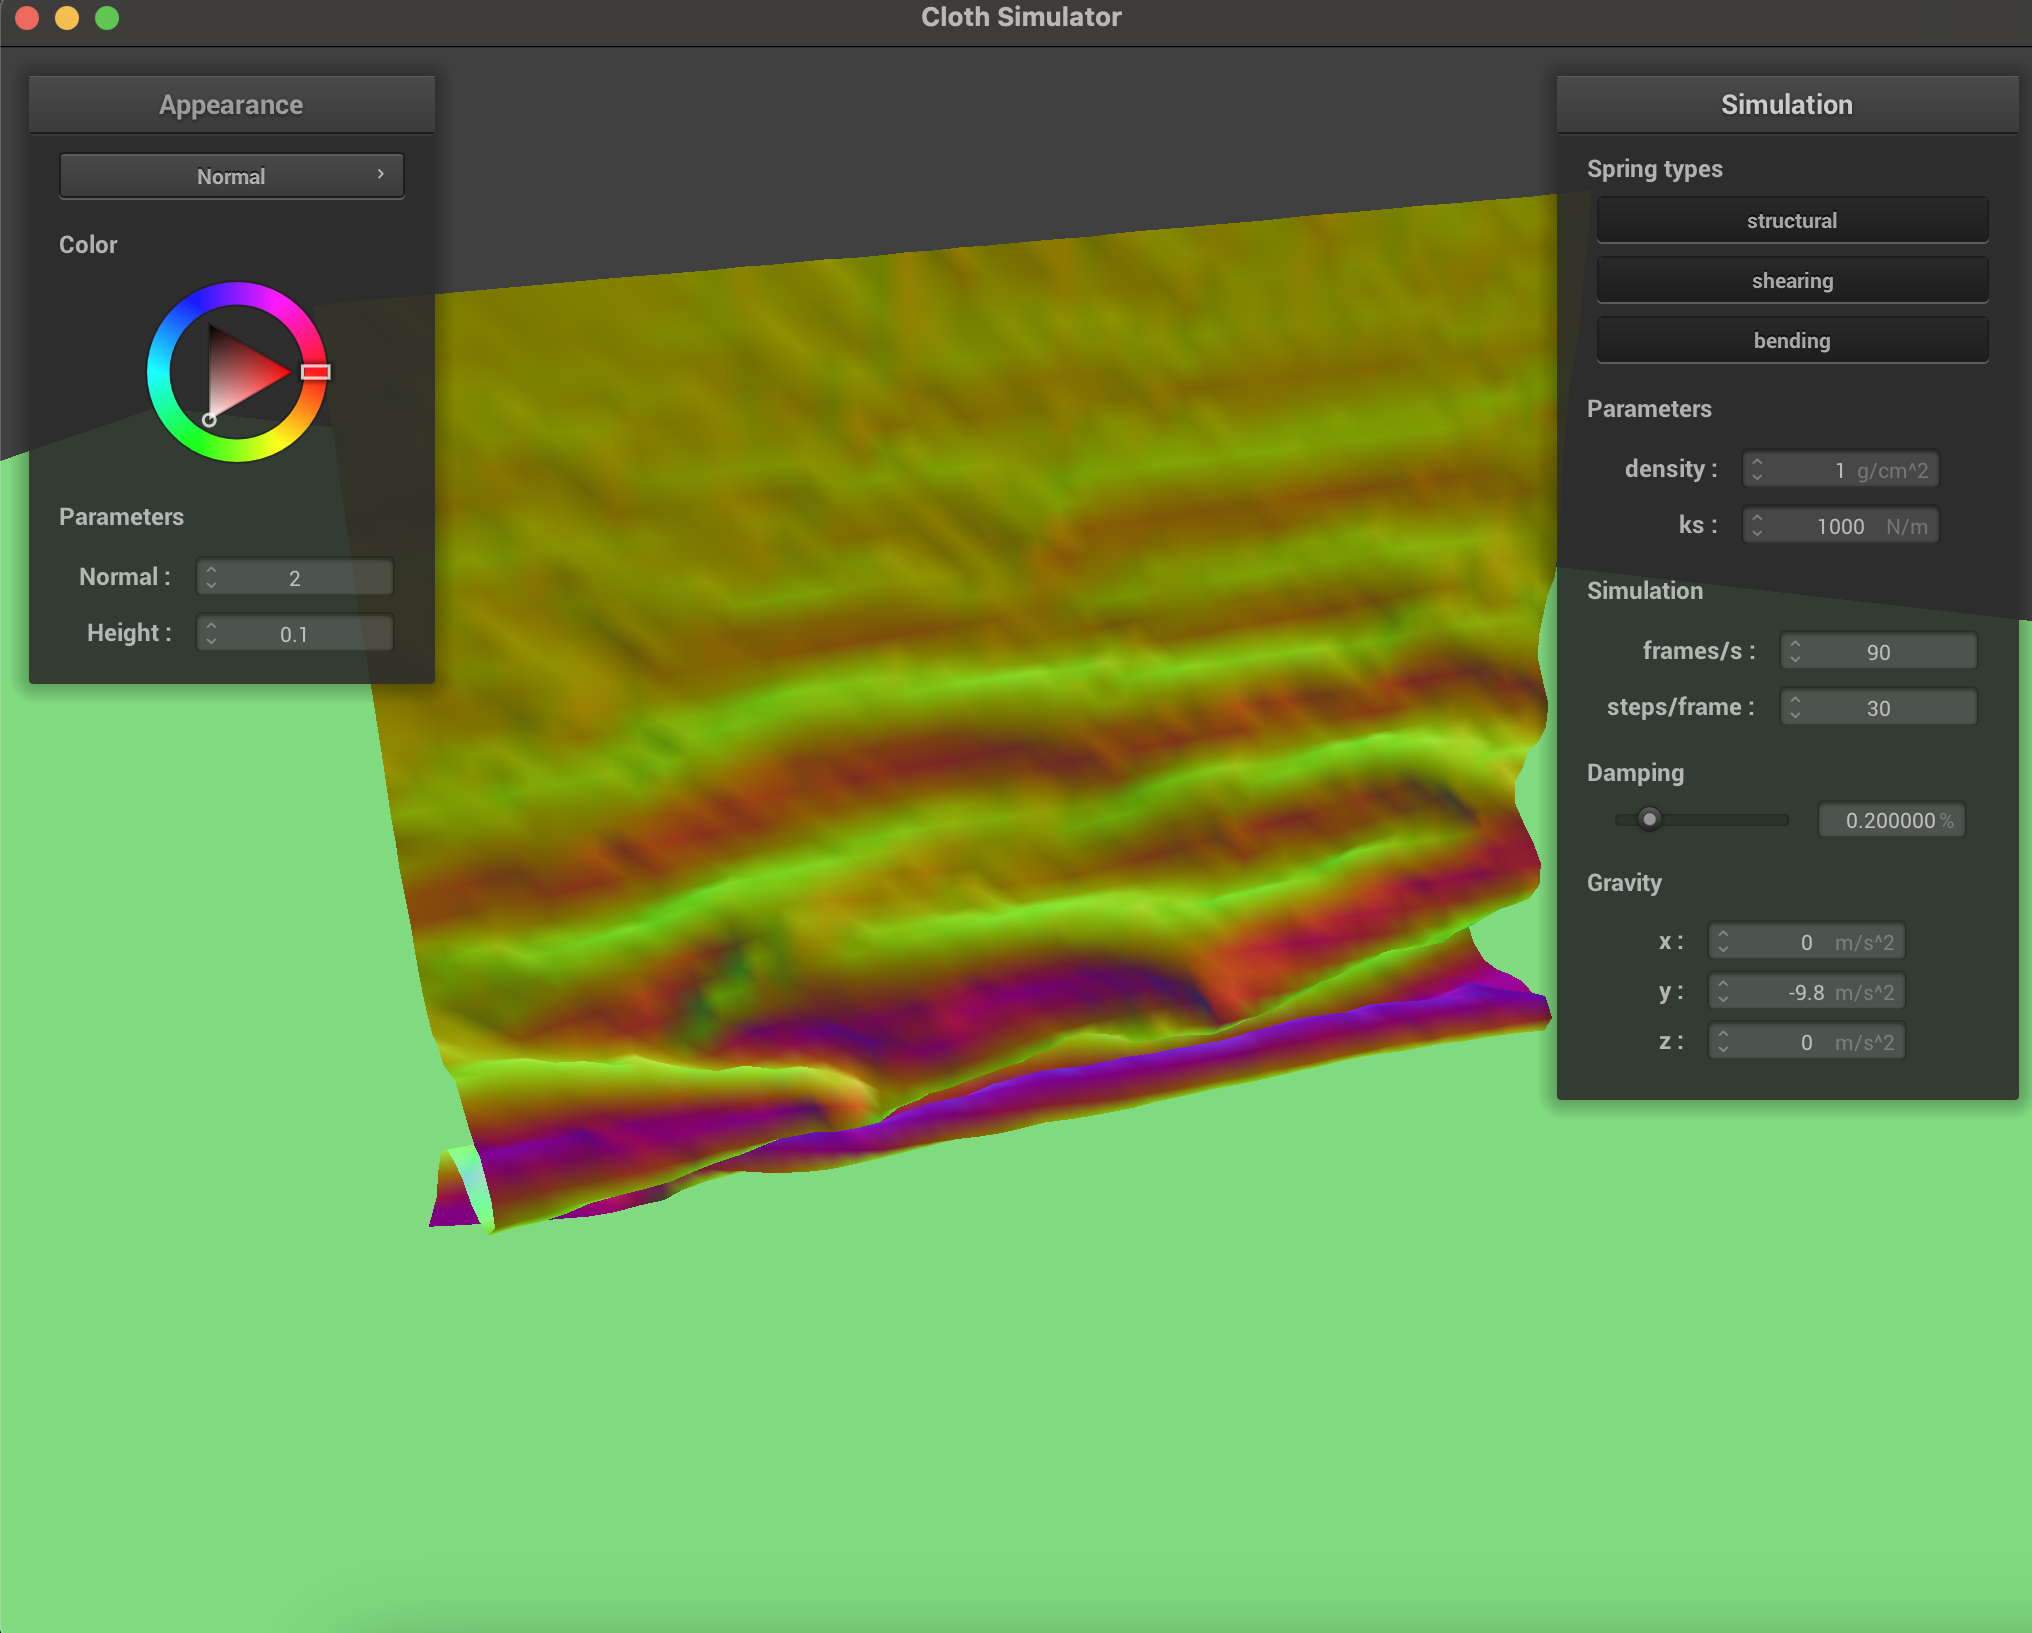 Cloth Simulator
Appearance
Normal
Color
Parameters
Normal : 2
Height : 0.1
Simulation
Spring types
structural
shearing
bending
Parameters
density : 1 g/cm^2
ks : 1000 N/m
Simulation
frames/s : 90
steps/frame : 30
Damping
0.200000 %
Gravity
x : 0 m/s^2
y : -9.8 m/s^2
z : 0 m/s^2